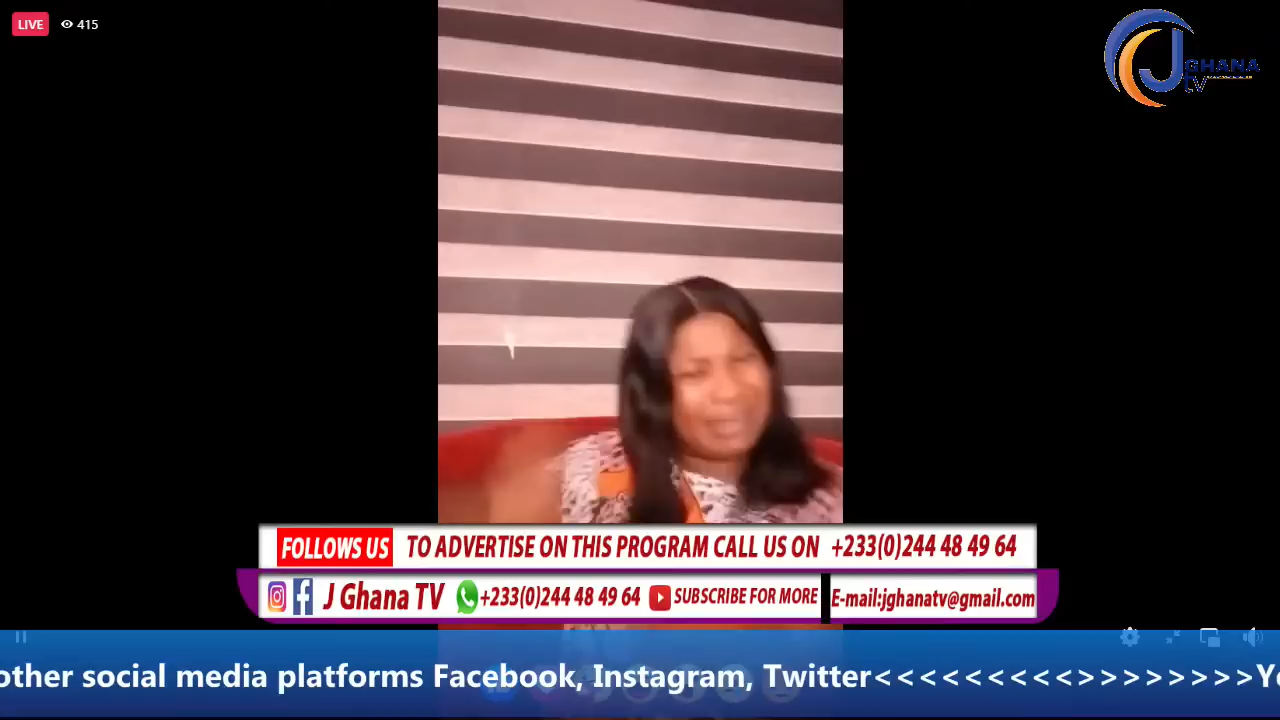 LIVE
415
J GHANA
TV
FOLLOWS US TO ADVERTISE ON THIS PROGRAM CALL US ON +233(0)244 48 49 64
J Ghana TV +233(0)244 48 49 64 SUBSCRIBE FOR MORE E-mail:jghanatv@gmail.com
other social media platforms Facebook, Instagram, Twitter<<<<<<<<<>>>>>>>>Yo